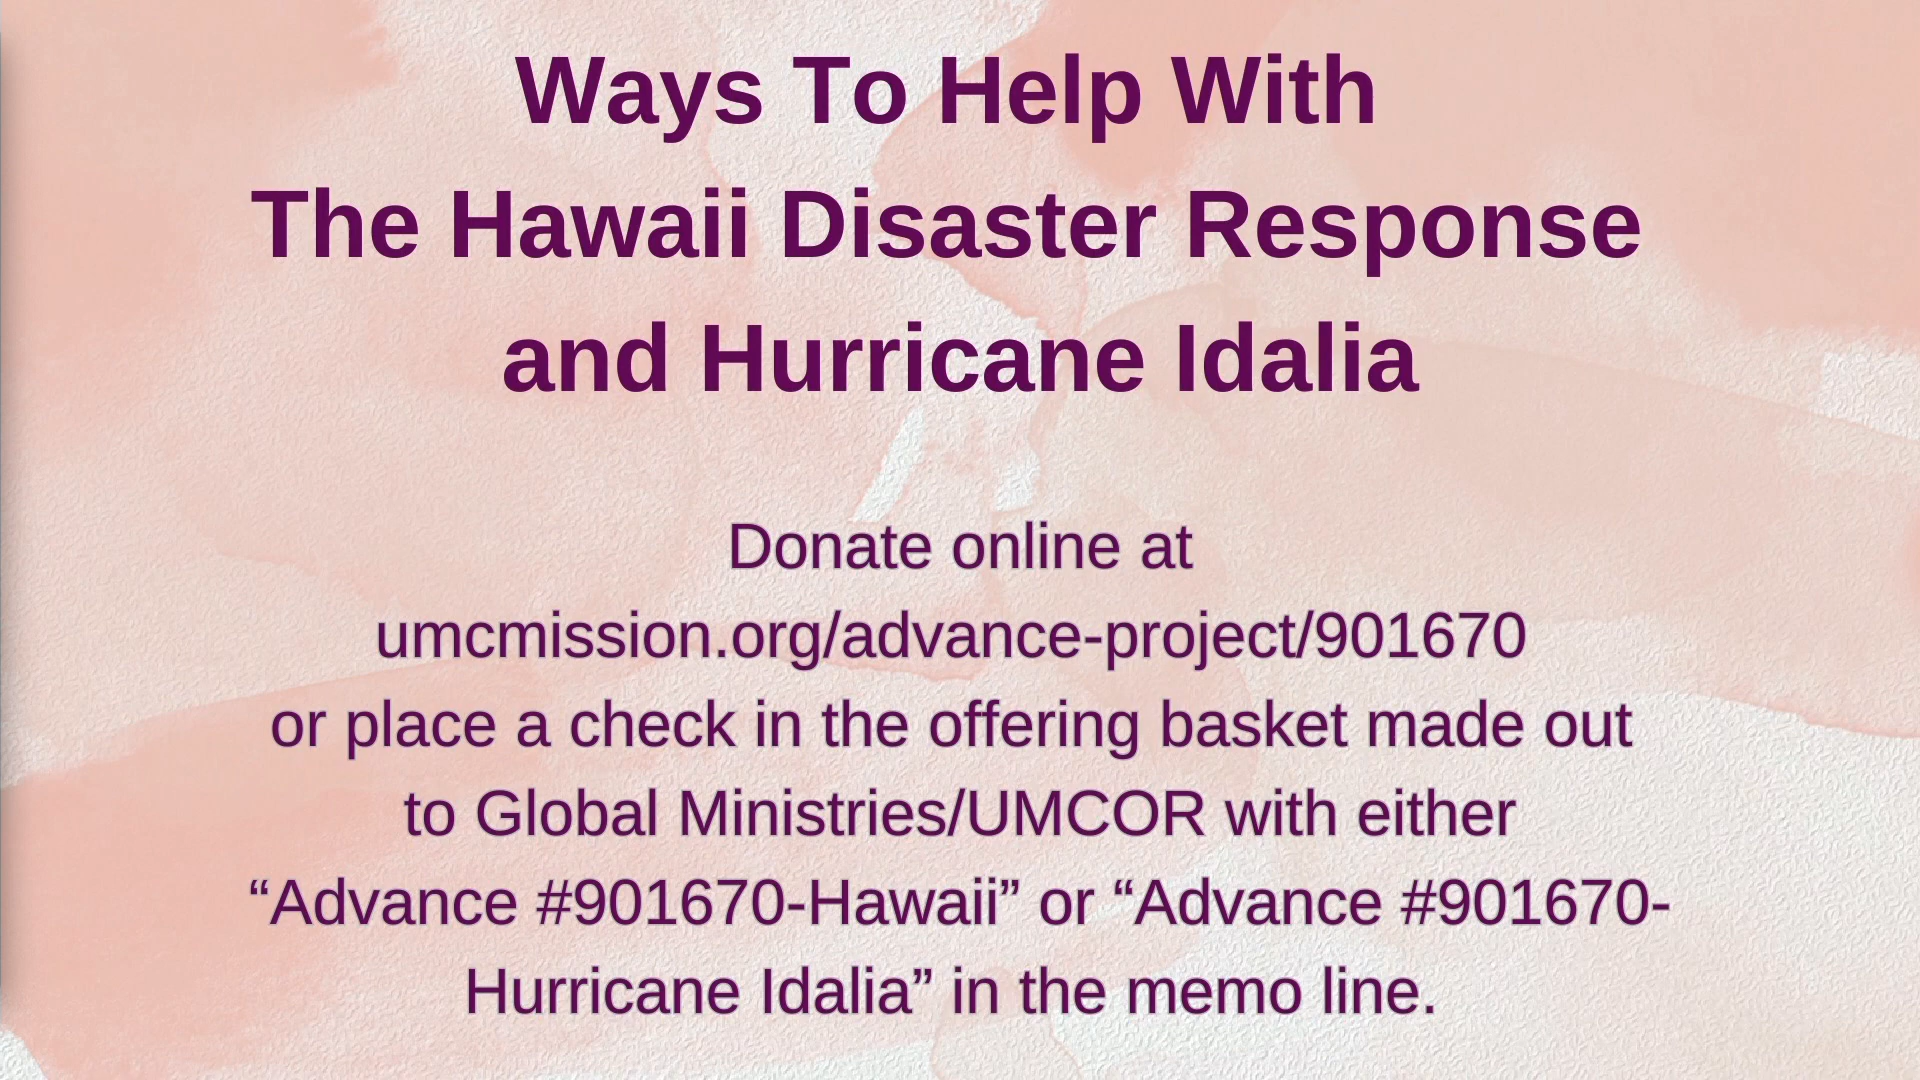 Ways To Help With
The Hawaii Disaster Response
and Hurricane Idalia
Donate online at
umcmission.org/advance-project/901670
or place a check in the offering basket made out
to Global Ministries/UMCOR with either
“Advance #901670-Hawaii” or “Advance #901670-
Hurricane Idalia” in the memo line.